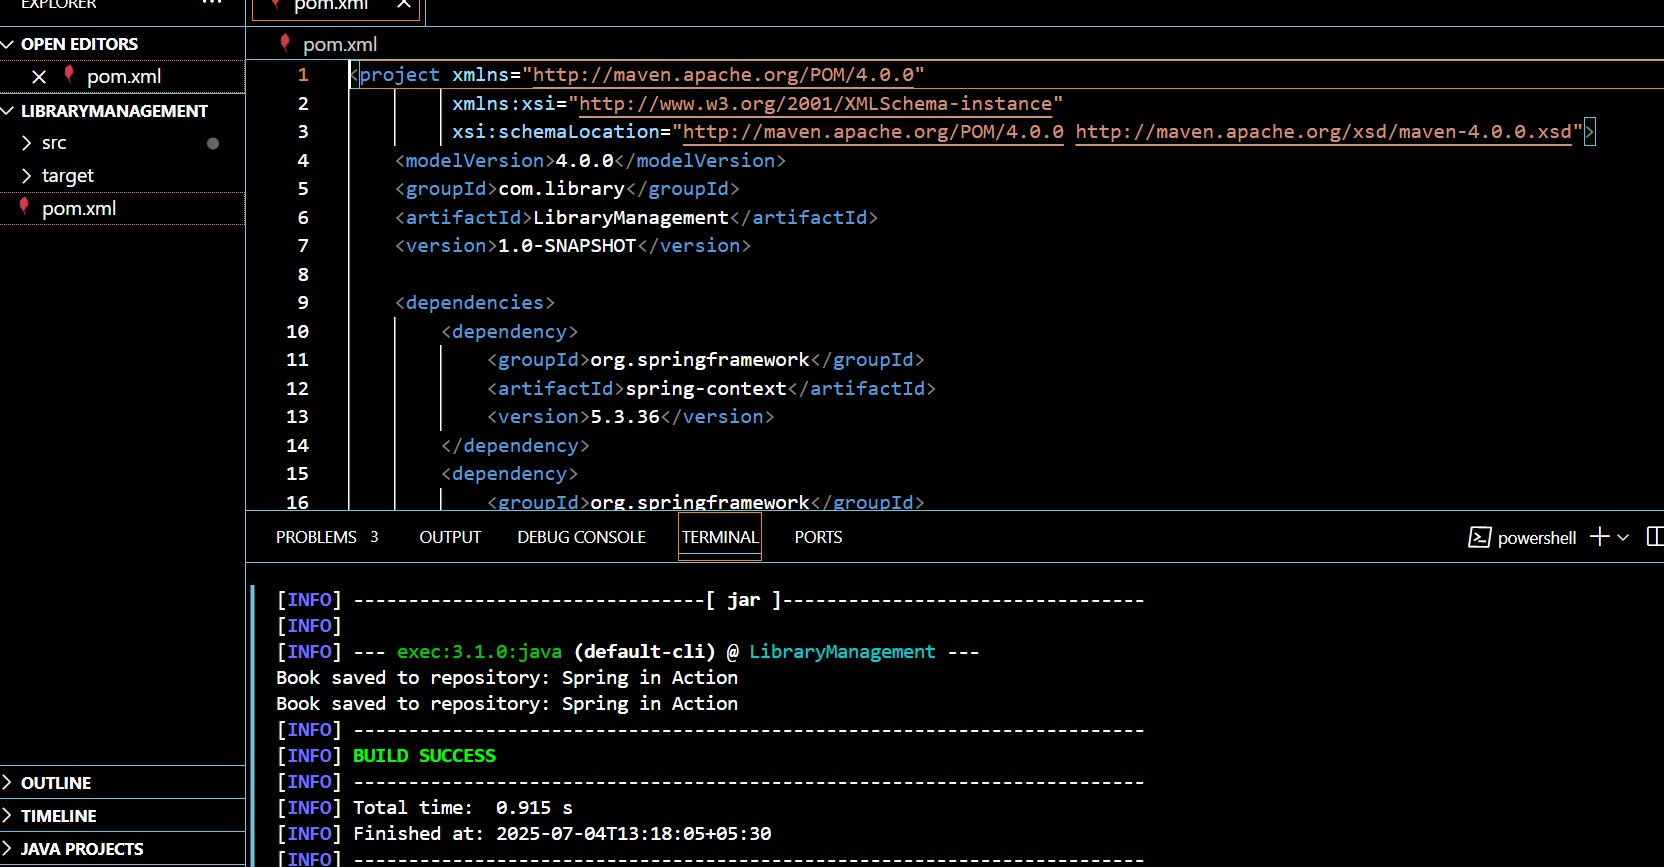 EXPLORER
···
pom.xml
OPEN EDITORS
pom.xml
LIBRARYMANAGEMENT
src
target
pom.xml
OUTLINE
TIMELINE
JAVA PROJECTS
pom.xml
1 <project xmlns="http://maven.apache.org/POM/4.0.0"
2 xmlns:xsi="http://www.w3.org/2001/XMLSchema-instance"
3 xsi:schemaLocation="http://maven.apache.org/POM/4.0.0 http://maven.apache.org/xsd/maven-4.0.0.xsd">
4 <modelVersion>4.0.0</modelVersion>
5 <groupId>com.library</groupId>
6 <artifactId>LibraryManagement</artifactId>
7 <version>1.0-SNAPSHOT</version>
8
9 <dependencies>
10 <dependency>
11 <groupId>org.springframework</groupId>
12 <artifactId>spring-context</artifactId>
13 <version>5.3.36</version>
14 </dependency>
15 <dependency>
16 <groupId>org.springframework</groupId>
PROBLEMS 3 OUTPUT DEBUG CONSOLE TERMINAL PORTS
powershell
[INFO] --------------------------------[ jar ]---------------------------------
[INFO]
[INFO] --- exec:3.1.0:java (default-cli) @ LibraryManagement ---
Book saved to repository: Spring in Action
Book saved to repository: Spring in Action
[INFO] ------------------------------------------------------------------------
[INFO] BUILD SUCCESS
[INFO] ------------------------------------------------------------------------
[INFO] Total time:  0.915 s
[INFO] Finished at: 2025-07-04T13:18:05+05:30
[INFO] ------------------------------------------------------------------------